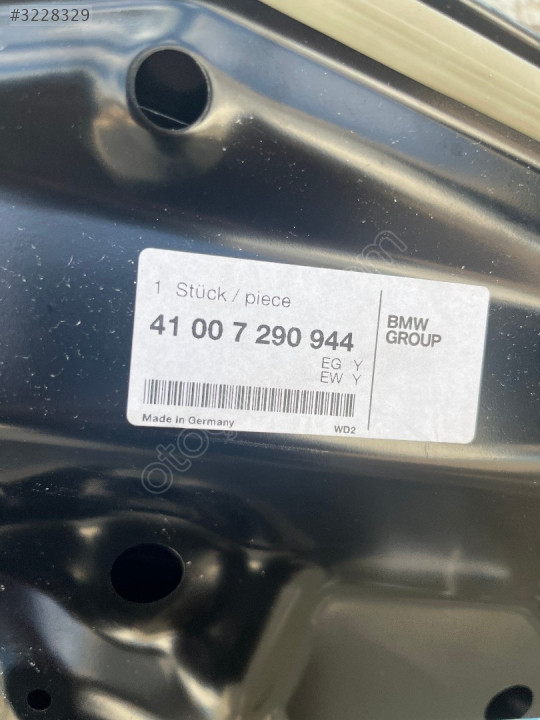 #3228329
1 Stück / piece
41 00 7 290 944
EG Y
EW Y
BMW
GROUP
Made in Germany
WD2